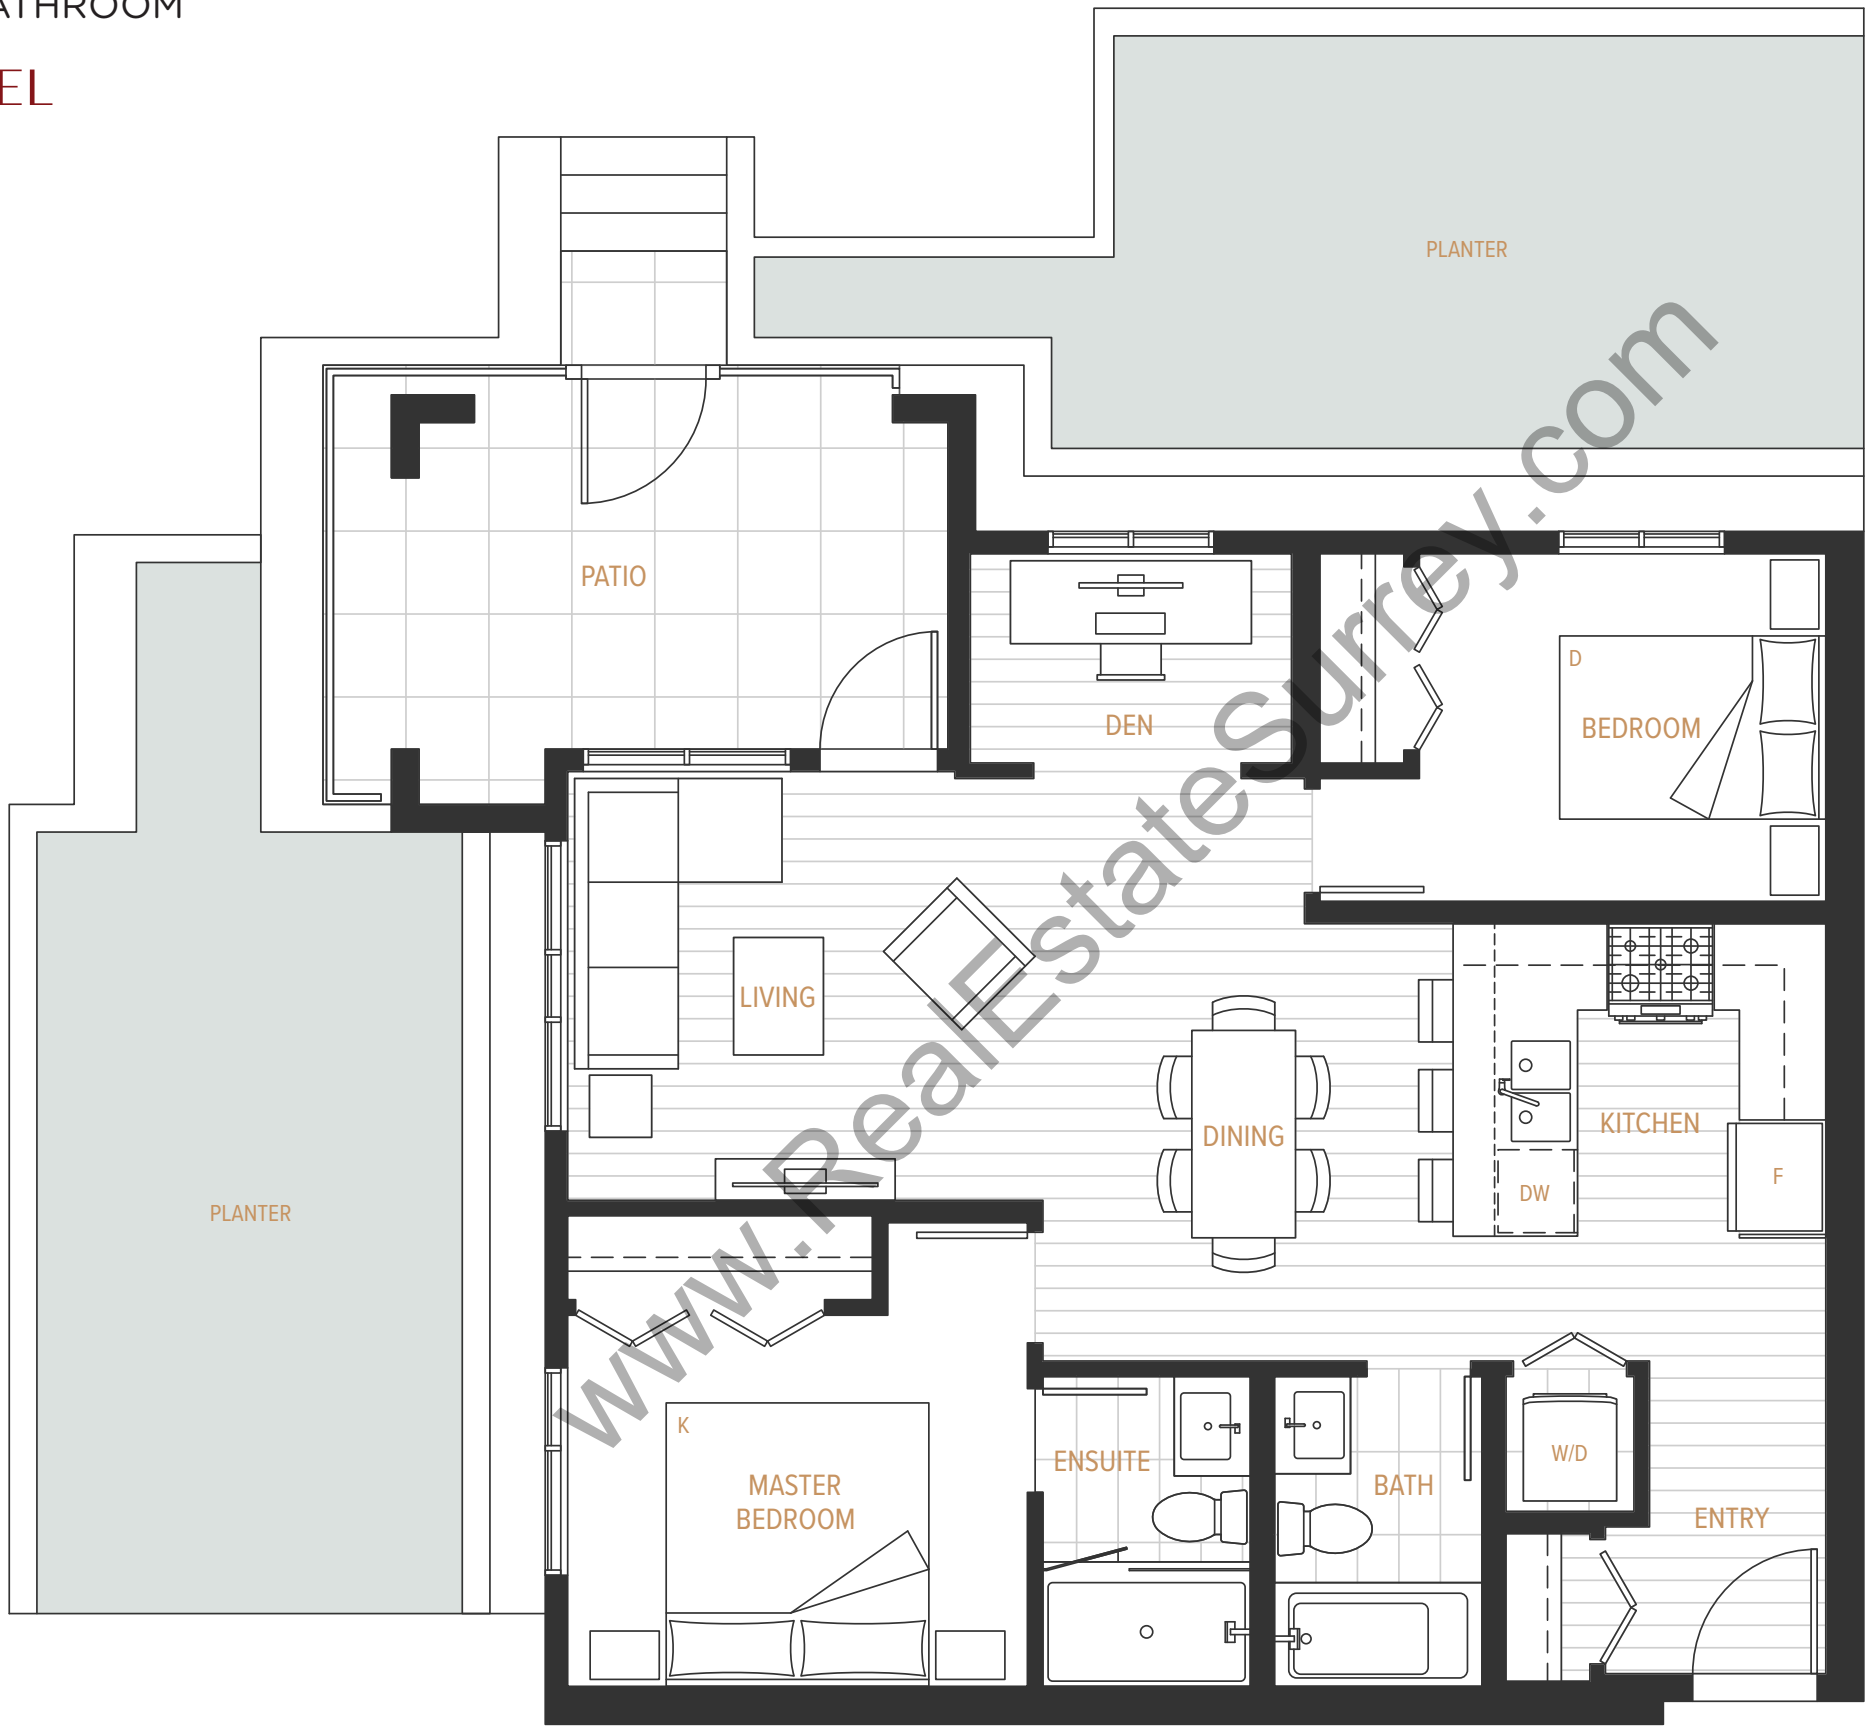 ATHROOM
EL
PLANTER
PATIO
D
BEDROOM
DEN
LIVING
KITCHEN
DINING
DW
F
PLANTER
K
MASTER
BEDROOM
ENSUITE
BATH
W/D
ENTRY
www.RealEstateSurrey.com